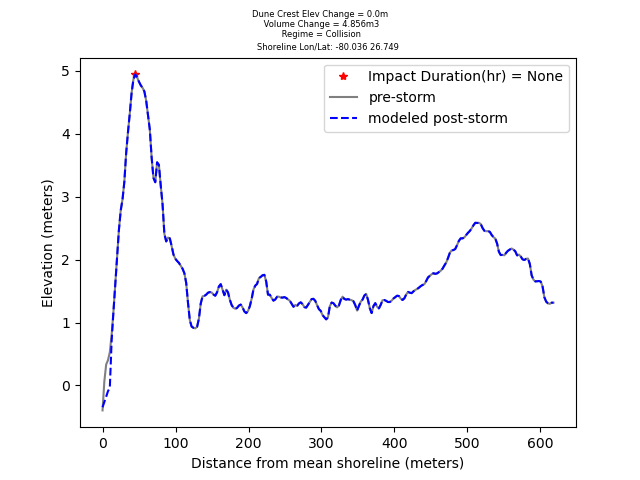 Dune Crest Elev Change = 0.0m
Volume Change = 4.856m3
Regime = Collision
Shoreline Lon/Lat: -80.036 26.749
Impact Duration(hr) = None
pre-storm
modeled post-storm
Elevation (meters)
5
4
3
2
1
0
0 100 200 300 400 500 600
Distance from mean shoreline (meters)